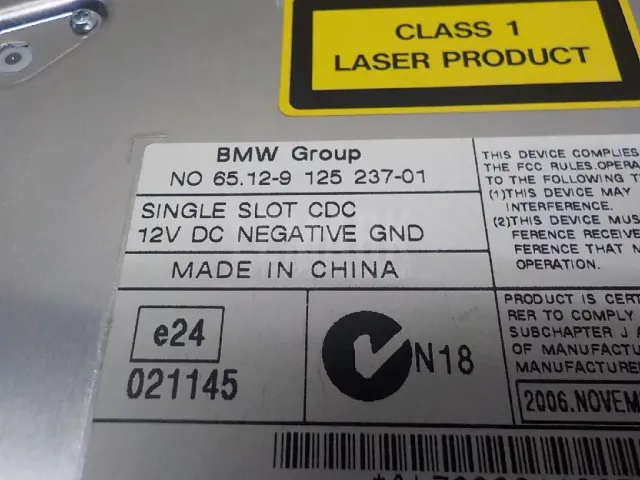 CLASS 1
LASER PRODUCT
BMW Group
NO 65.12-9 125 237-01
SINGLE SLOT CDC
12V DC NEGATIVE GND
MADE IN CHINA
e24
021145
N18
THIS DEVICE COMPLIES
THE FCC RULES.OPERA
TO THE FOLLOWING T
(1)THIS DEVICE MAY
INTERFERENCE.
(2)THIS DEVICE MUS
FERENCE RECEIVE
FERENCE THAT M
OPERATION.
PRODUCT IS CERT
RER TO COMPLY
SUBCHAPTER J A
OF MANUFACTU
MANUFACTURE
2006.NOVEM